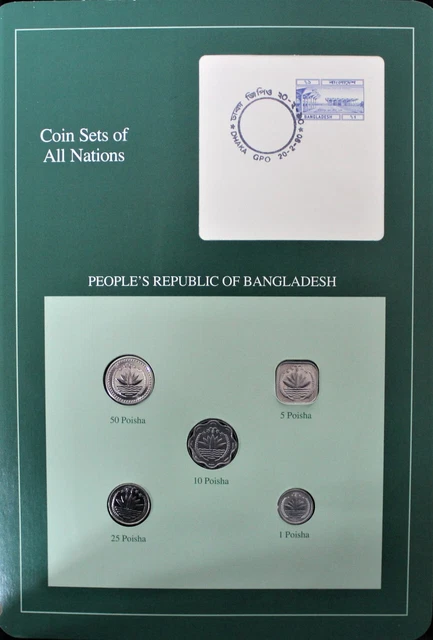 Coin Sets of
All Nations
ঢাকা জিপিও
DHAKA GPO 20-2-90
BANGLADESH
PEOPLE'S REPUBLIC OF BANGLADESH
50 Poisha
5 Poisha
10 Poisha
25 Poisha
1 Poisha